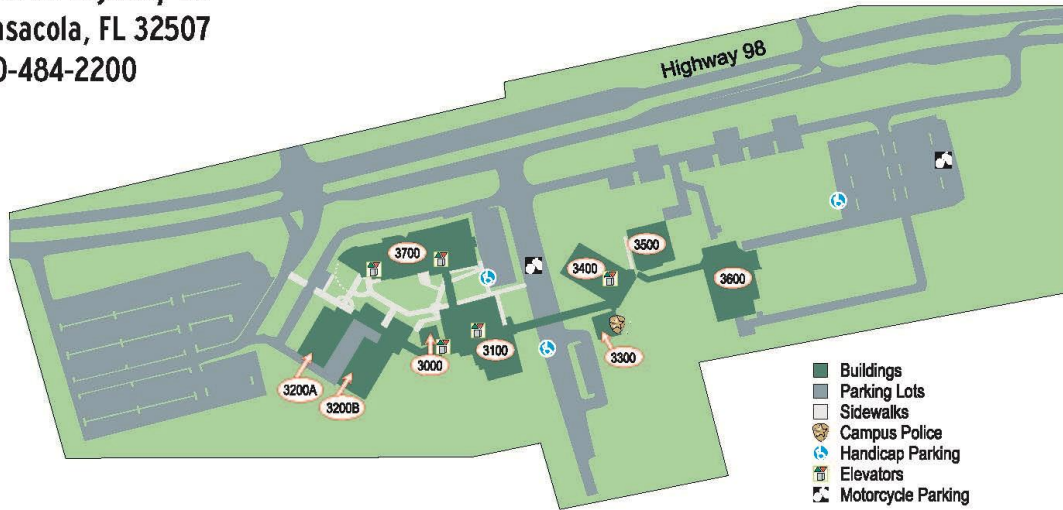 nsacola, FL 32507
0-484-2200
Highway 98
3700
3500
3400
3600
3100
3000
3300
3200A
3200B
Buildings
Parking Lots
Sidewalks
Campus Police
Handicap Parking
Elevators
Motorcycle Parking